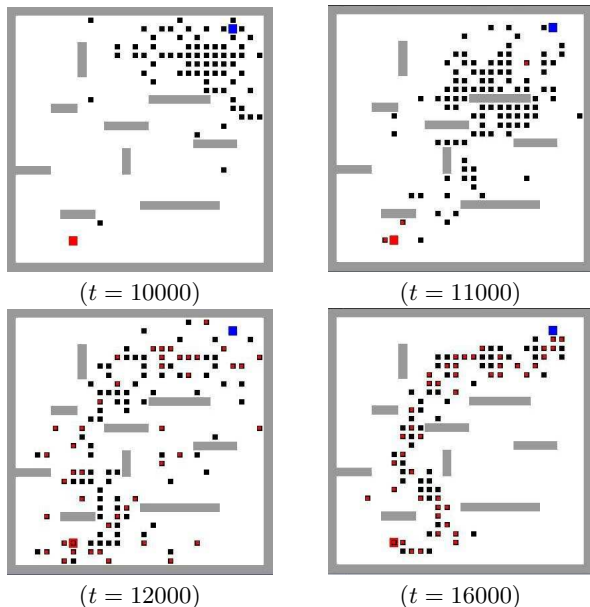 (t = 10000)
(t = 11000)
(t = 12000)
(t = 16000)